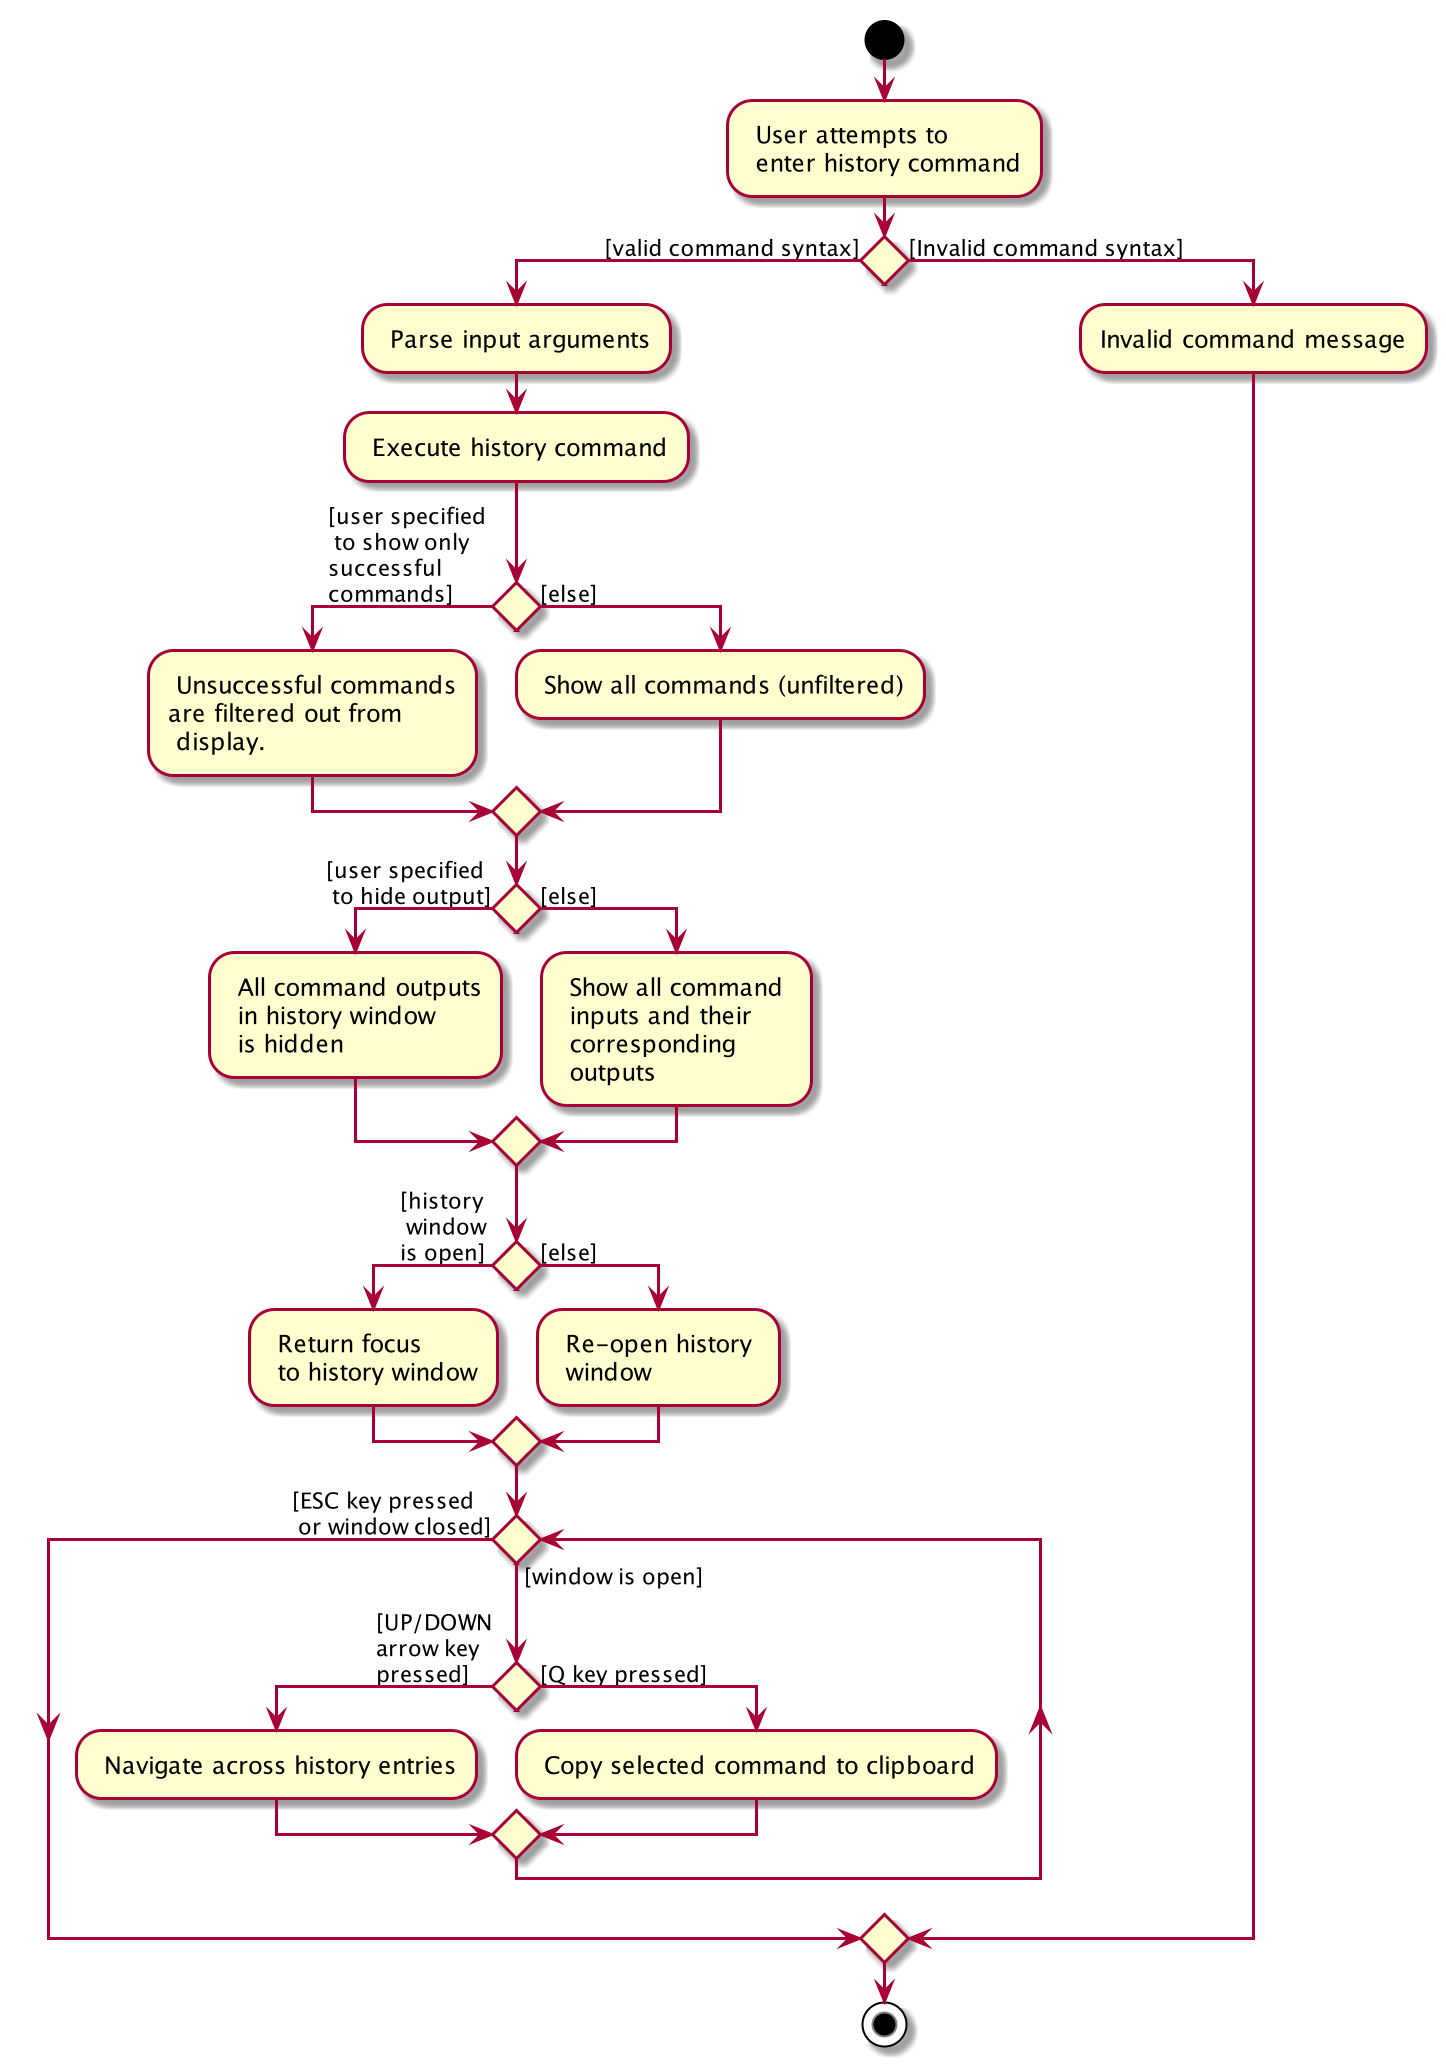 User attempts to
enter history command
[valid command syntax]
[Invalid command syntax]
Parse input arguments
Invalid command message
Execute history command
[user specified
to show only
successful
commands]
[else]
Unsuccessful commands
are filtered out from
display.
Show all commands (unfiltered)
[user specified
to hide output]
[else]
All command outputs
in history window
is hidden
Show all command
inputs and their
corresponding
outputs
[history
window
is open]
[else]
Return focus
to history window
Re-open history
window
[ESC key pressed
or window closed]
[window is open]
[UP/DOWN
arrow key
pressed]
[Q key pressed]
Navigate across history entries
Copy selected command to clipboard